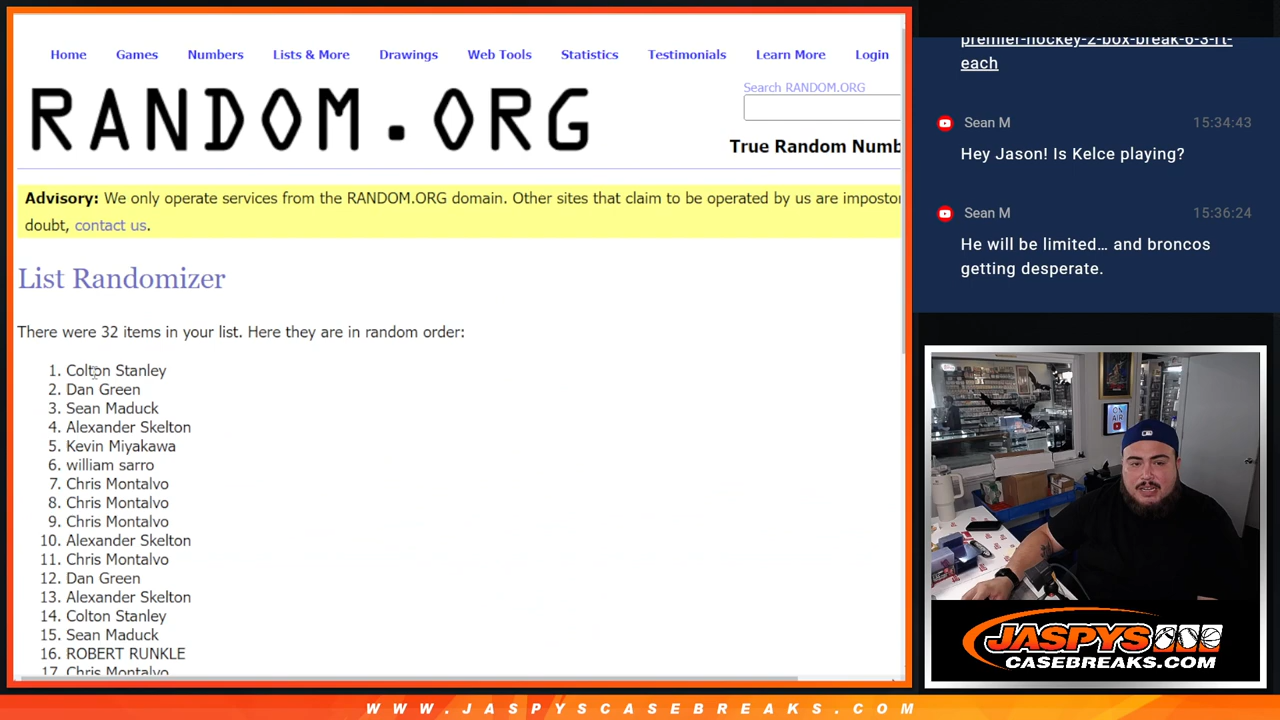 Home Games Numbers Lists & More Drawings Web Tools Statistics Testimonials Learn More Login
RANDOM.ORG
Search RANDOM.ORG
True Random Numb
Advisory: We only operate services from the RANDOM.ORG domain. Other sites that claim to be operated by us are impostor
doubt, contact us.
List Randomizer
There were 32 items in your list. Here they are in random order:
1. Colton Stanley
2. Dan Green
3. Sean Maduck
4. Alexander Skelton
5. Kevin Miyakawa
6. william sarro
7. Chris Montalvo
8. Chris Montalvo
9. Chris Montalvo
10. Alexander Skelton
11. Chris Montalvo
12. Dan Green
13. Alexander Skelton
14. Colton Stanley
15. Sean Maduck
16. ROBERT RUNKLE
17. Chris Montalvo
premier-hockey-2-box-break-6-3-rt-
each
Sean M 15:34:43
Hey Jason! Is Kelce playing?
Sean M 15:36:24
He will be limited… and broncos
getting desperate.
ON
AIR
JASPYS
CASEBREAKS.COM
WWW.JASPYSCASEBREAKS.COM